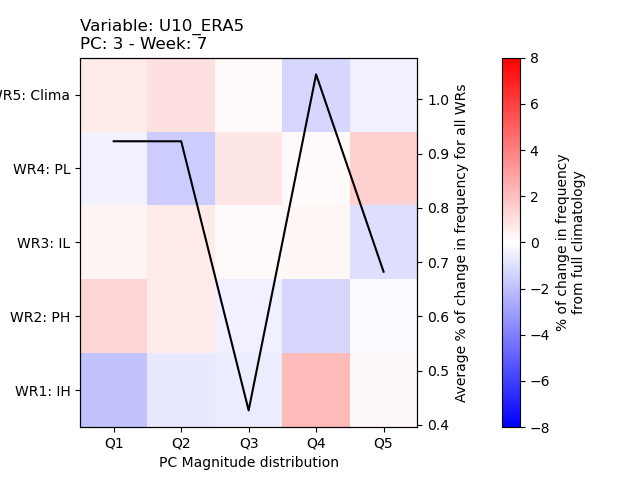 Variable: U10_ERA5
PC: 3 - Week: 7
WR5: Clima
WR4: PL
WR3: IL
WR2: PH
WR1: IH
Q1 Q2 Q3 Q4 Q5
PC Magnitude distribution
1.0
0.9
0.8
0.7
0.6
0.5
0.4
Average % of change in frequency for all WRs
8
6
4
2
0
−2
−4
−6
−8
% of change in frequency
from full climatology